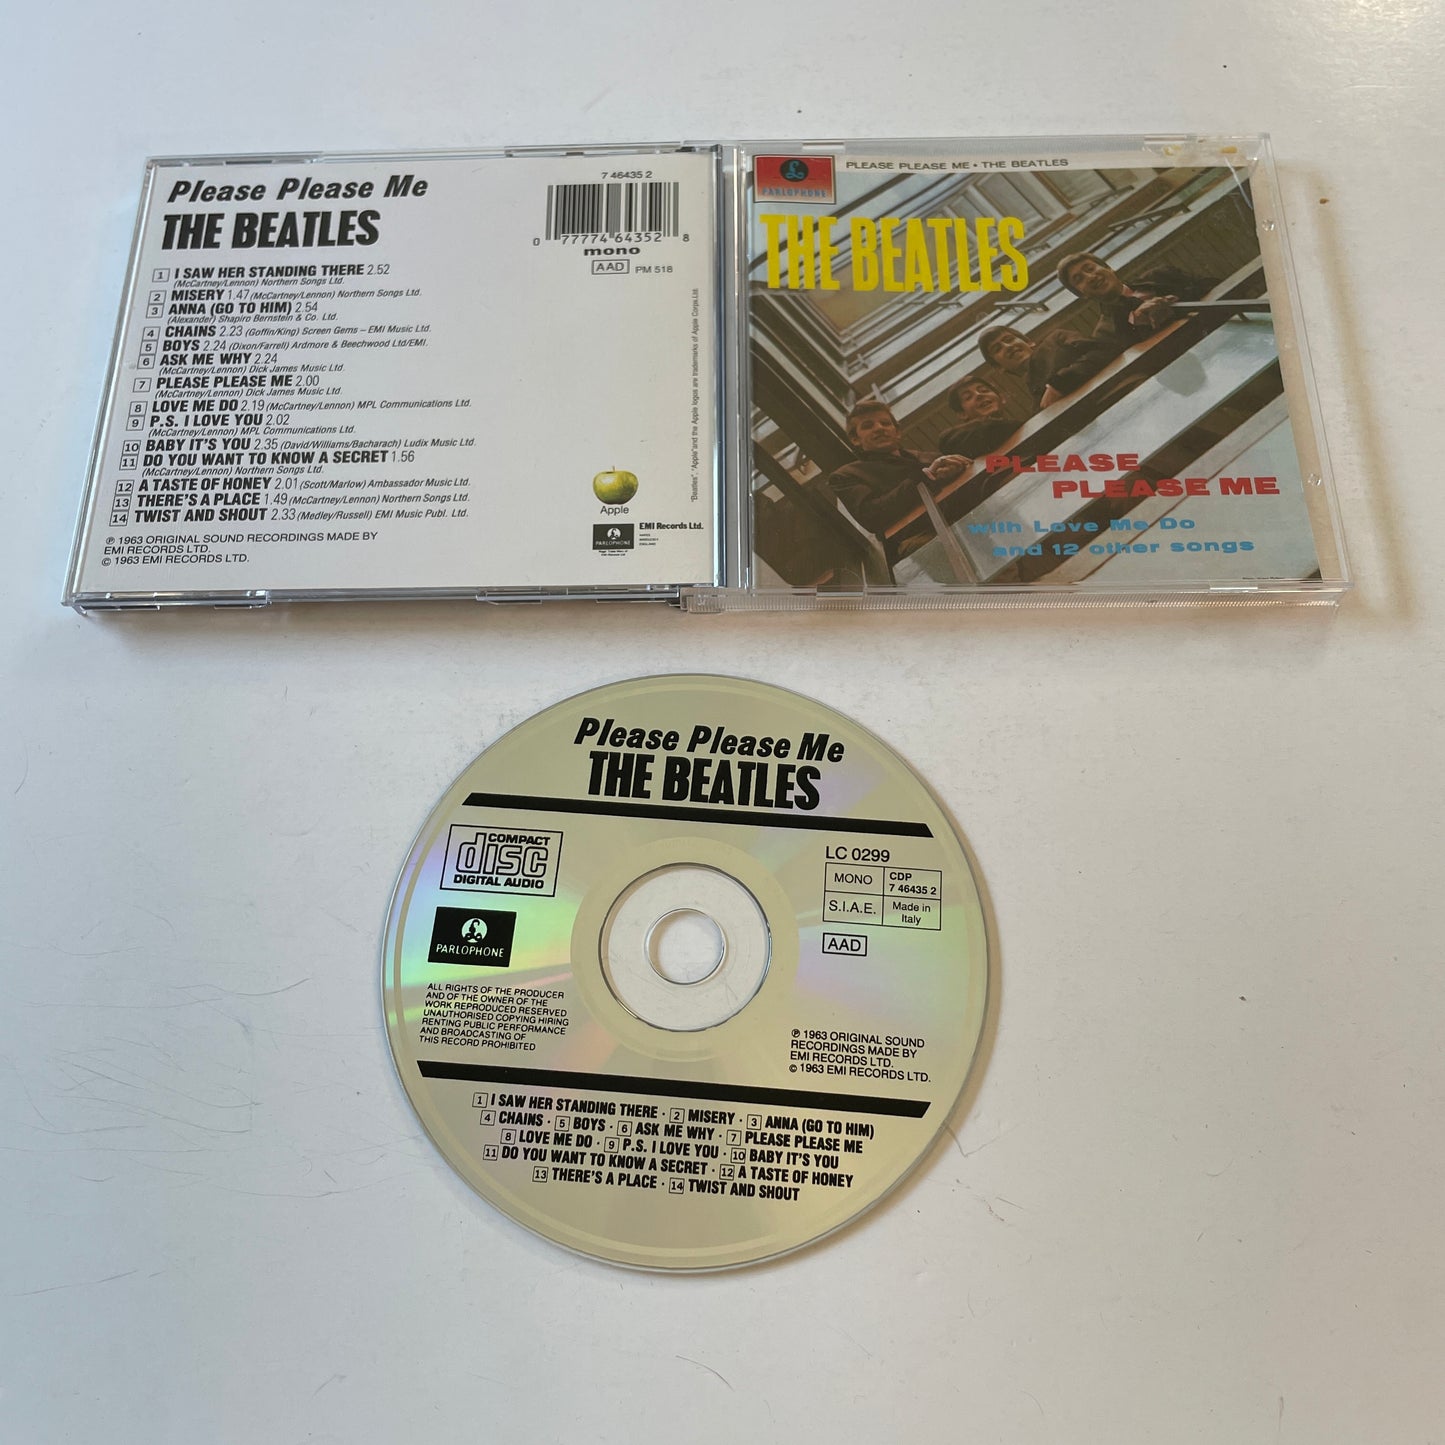 Please Please Me
THE BEATLES
7 46435 2
0 77774 64352 8
mono
AAD PM 518
1 I SAW HER STANDING THERE 2.52
(McCartney/Lennon) Northern Songs Ltd.
2 MISERY 1.47 (McCartney/Lennon) Northern Songs Ltd.
3 ANNA (GO TO HIM) 2.54
(Alexander) Shapiro Bernstein & Co. Ltd.
4 CHAINS 2.23 (Goffin/King) Screen Gems – EMI Music Ltd.
5 BOYS 2.24 (Dixon/Farrell) Ardmore & Beechwood Ltd/EMI.
6 ASK ME WHY 2.24
(McCartney/Lennon) Dick James Music Ltd.
7 PLEASE PLEASE ME 2.00
(McCartney/Lennon) Dick James Music Ltd.
8 LOVE ME DO 2.19 (McCartney/Lennon) MPL Communications Ltd.
9 P.S. I LOVE YOU 2.02
(McCartney/Lennon) MPL Communications Ltd.
10 BABY IT'S YOU 2.35 (David/Williams/Bacharach) Ludix Music Ltd.
11 DO YOU WANT TO KNOW A SECRET 1.56
(McCartney/Lennon) Northern Songs Ltd.
12 A TASTE OF HONEY 2.01 (Scott/Marlow) Ambassador Music Ltd.
13 THERE'S A PLACE 1.49 (McCartney/Lennon) Northern Songs Ltd.
14 TWIST AND SHOUT 2.33 (Medley/Russell) EMI Music Publ. Ltd.
℗ 1963 ORIGINAL SOUND RECORDINGS MADE BY
EMI RECORDS LTD.
© 1963 EMI RECORDS LTD.
Apple
PARLOPHONE
EMI Records Ltd.
"Beatles", "Apple" and the Apple logos are trademarks of Apple Corps Ltd.
PARLOPHONE
PLEASE PLEASE ME • THE BEATLES
THE BEATLES
PLEASE
PLEASE ME
with Love Me Do
and 12 other songs
Please Please Me
THE BEATLES
COMPACT
disc
DIGITAL AUDIO
PARLOPHONE
LC 0299
MONO CDP
7 46435 2
S.I.A.E. Made in
Italy
AAD
ALL RIGHTS OF THE PRODUCER
AND OF THE OWNER OF THE
WORK REPRODUCED RESERVED
UNAUTHORISED COPYING HIRING
RENTING PUBLIC PERFORMANCE
AND BROADCASTING OF
THIS RECORD PROHIBITED
℗ 1963 ORIGINAL SOUND
RECORDINGS MADE BY
EMI RECORDS LTD.
© 1963 EMI RECORDS LTD.
1 I SAW HER STANDING THERE · 2 MISERY · 3 ANNA (GO TO HIM)
4 CHAINS · 5 BOYS · 6 ASK ME WHY · 7 PLEASE PLEASE ME
8 LOVE ME DO · 9 P.S. I LOVE YOU · 10 BABY IT'S YOU
11 DO YOU WANT TO KNOW A SECRET · 12 A TASTE OF HONEY
13 THERE'S A PLACE · 14 TWIST AND SHOUT